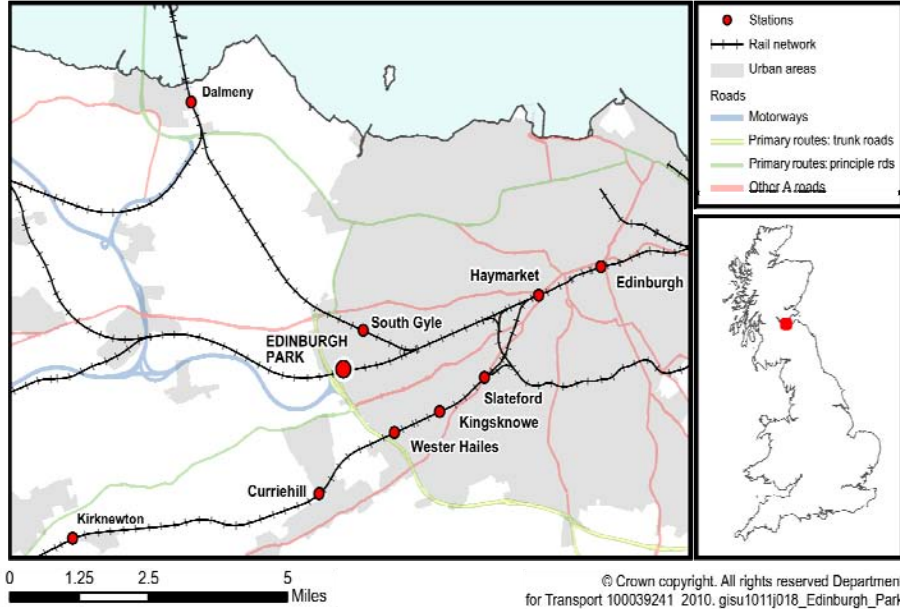 Dalmeny
Haymarket
Edinburgh
South Gyle
EDINBURGH
PARK
Slateford
Kingsknowe
Wester Hailes
Curriehill
Kirknewton
Stations
Rail network
Urban areas
Roads
Motorways
Primary routes: trunk roads
Primary routes: principle rds
Other A roads
0 1.25 2.5 5
Miles
© Crown copyright. All rights reserved Department
for Transport 100039241 2010. gisu1011j018_Edinburgh_Park